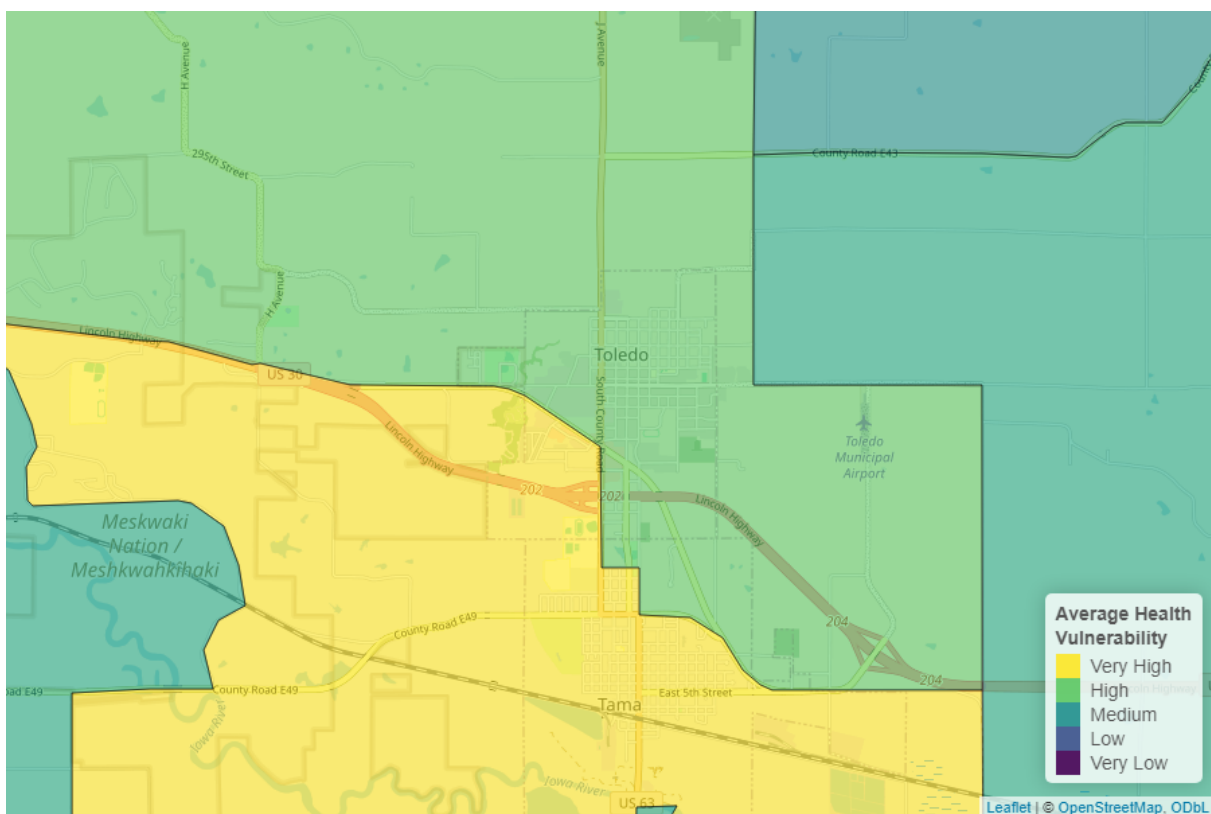 J Avenue
H Avenue
County
295th Street
County Road E43
H Avenue
Lincoln Highway
Toledo
US 30
South County Road
Lincoln Highway
Toledo
Municipal
Airport
202
202
Lincoln Highway
Meskwaki
Nation /
Meshkwahkîhaki
County Road E49
204
204
Highway
oad E49
County Road E49
East 5th Street
Tama
Iowa River
Iowa River
US 63
Average Health
Vulnerability
Very High
High
Medium
Low
Very Low
Leaflet | © OpenStreetMap, ODbL